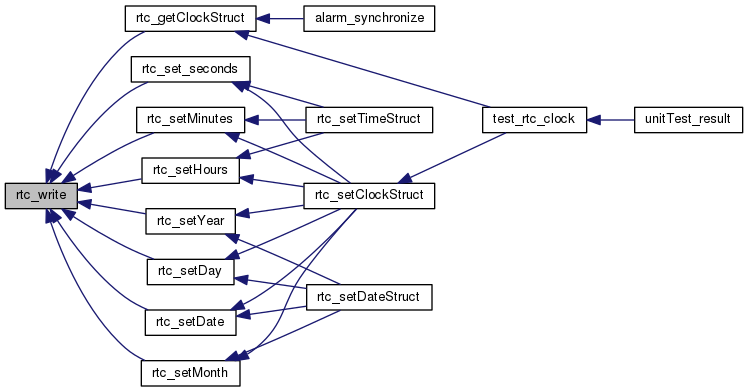 rtc_getClockStruct
alarm_synchronize
rtc_set_seconds
rtc_setMinutes
rtc_setTimeStruct
test_rtc_clock
unitTest_result
rtc_setHours
rtc_write
rtc_setClockStruct
rtc_setYear
rtc_setDay
rtc_setDateStruct
rtc_setDate
rtc_setMonth